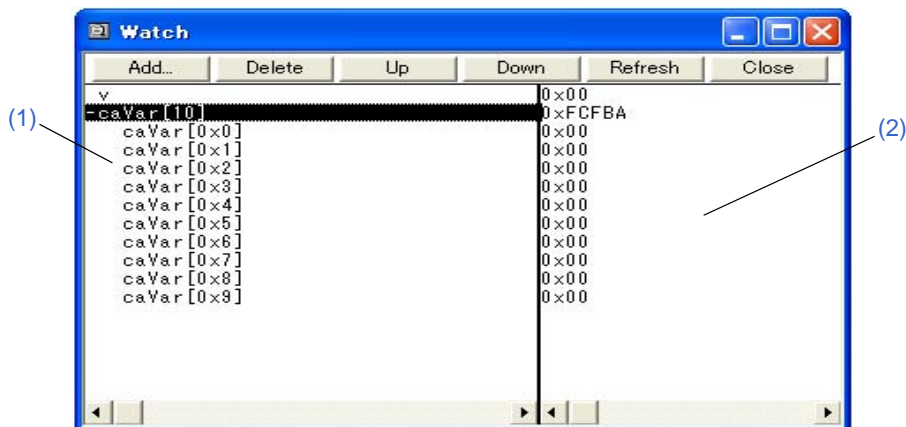 Watch
Add... Delete Up Down Refresh Close
v 0x00
-caVar[10] 0xFCFBA
caVar[0x0] 0x00
caVar[0x1] 0x00
caVar[0x2] 0x00
caVar[0x3] 0x00
caVar[0x4] 0x00
caVar[0x5] 0x00
caVar[0x6] 0x00
caVar[0x7] 0x00
caVar[0x8] 0x00
caVar[0x9] 0x00
(1)
(2)